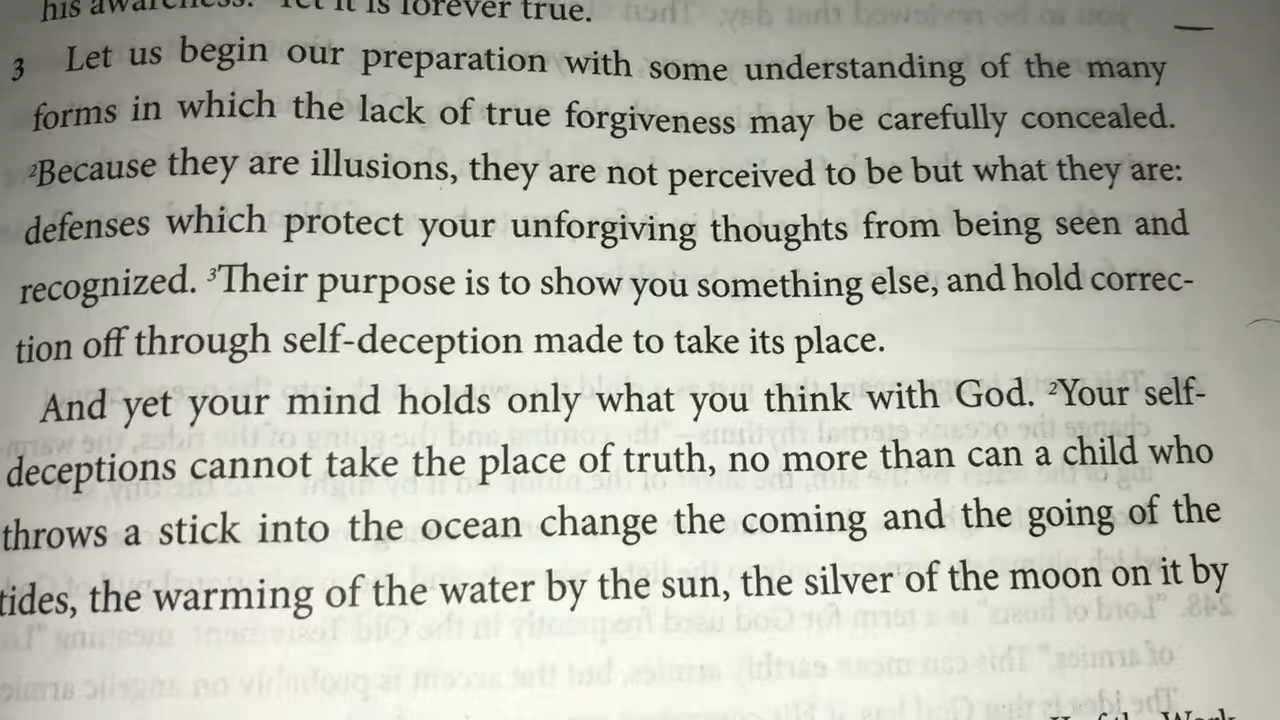 his awareness. Yet it is forever true.
3 Let us begin our preparation with some understanding of the many
forms in which the lack of true forgiveness may be carefully concealed.
²Because they are illusions, they are not perceived to be but what they are:
defenses which protect your unforgiving thoughts from being seen and
recognized. ³Their purpose is to show you something else, and hold correc-
tion off through self-deception made to take its place.
And yet your mind holds only what you think with God. ²Your self-
deceptions cannot take the place of truth, no more than can a child who
throws a stick into the ocean change the coming and the going of the
tides, the warming of the water by the sun, the silver of the moon on it by